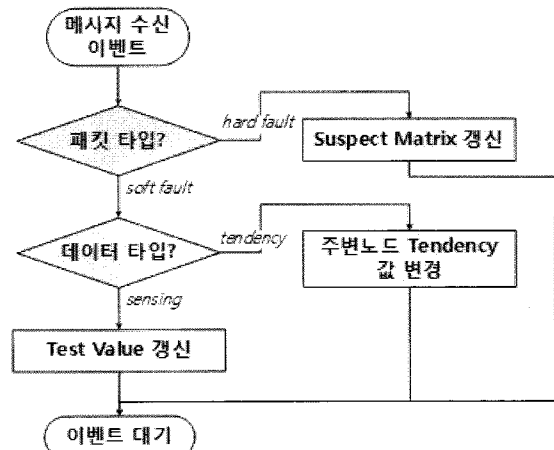 메시지 수신
이벤트
패킷 타입?
hard fault
Suspect Matrix 갱신
soft fault
데이터 타입?
tendency
주변노드 Tendency
값 변경
sensing
Test Value 갱신
이벤트 대기